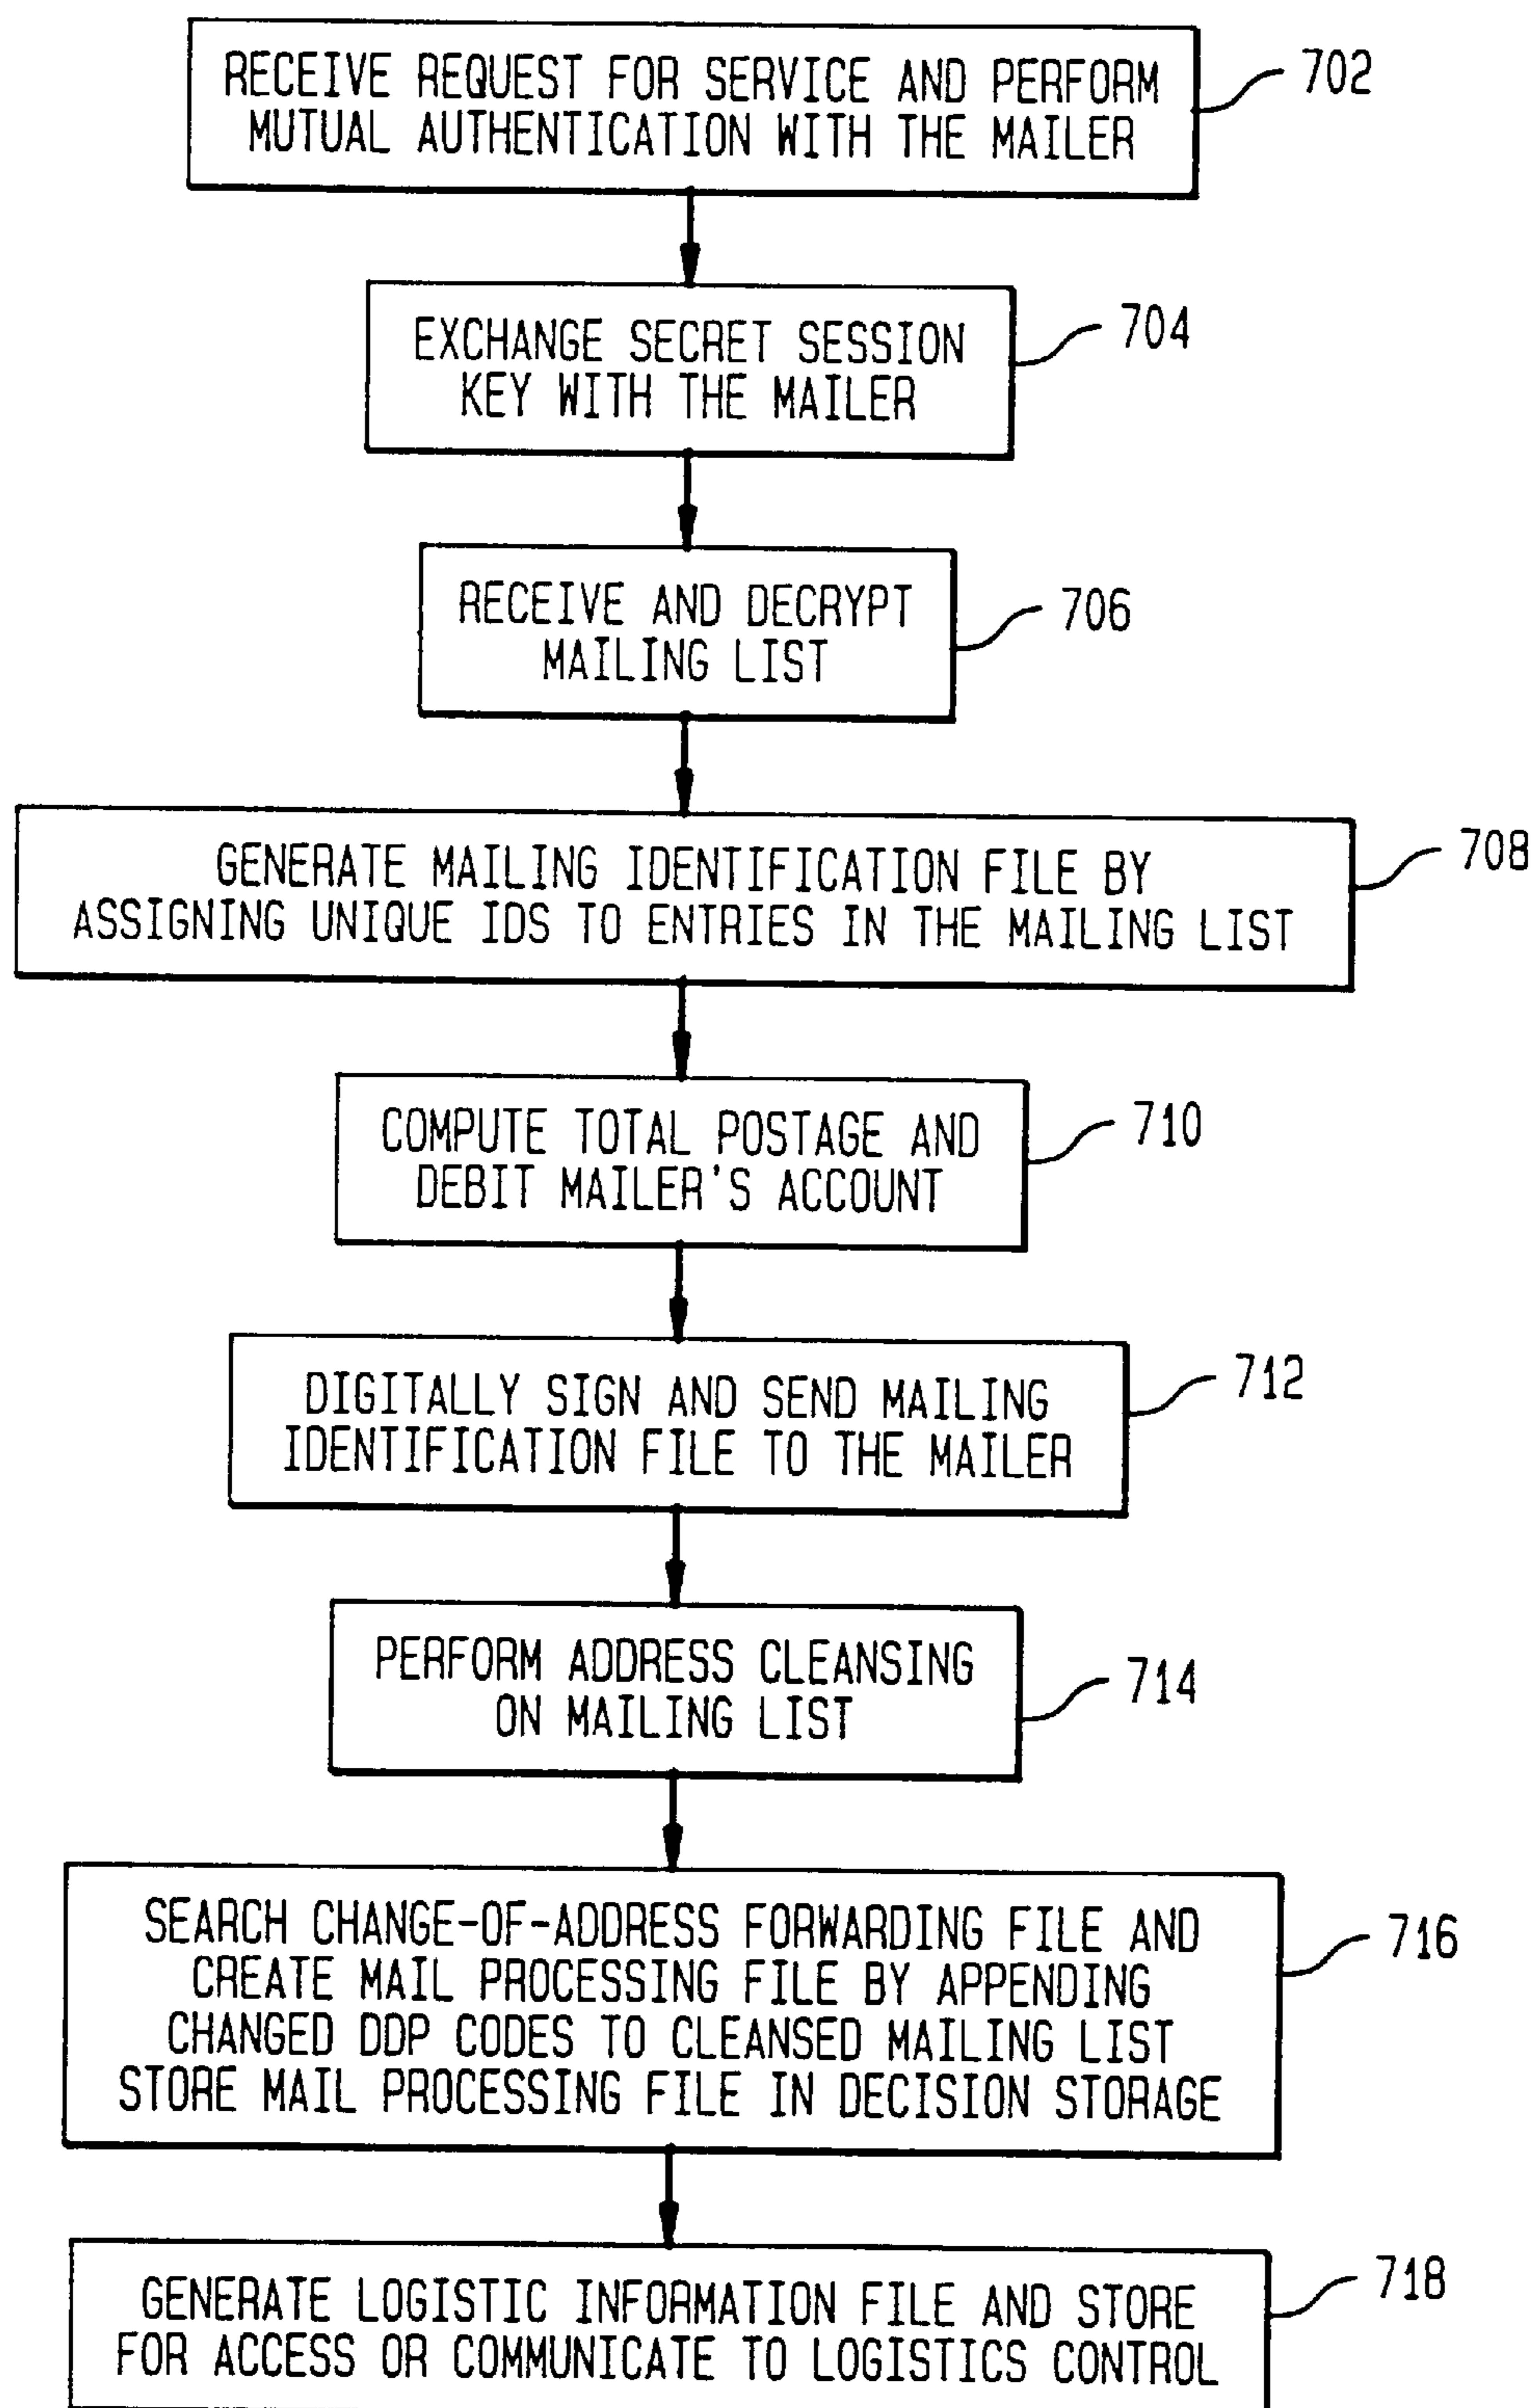 RECEIVE REQUEST FOR SERVICE AND PERFORM
MUTUAL AUTHENTICATION WITH THE MAILER
702
EXCHANGE SECRET SESSION
KEY WITH THE MAILER
704
RECEIVE AND DECRYPT
MAILING LIST
706
GENERATE MAILING IDENTIFICATION FILE BY
ASSIGNING UNIQUE IDS TO ENTRIES IN THE MAILING LIST
708
COMPUTE TOTAL POSTAGE AND
DEBIT MAILER'S ACCOUNT
710
DIGITALLY SIGN AND SEND MAILING
IDENTIFICATION FILE TO THE MAILER
712
PERFORM ADDRESS CLEANSING
ON MAILING LIST
714
SEARCH CHANGE-OF-ADDRESS FORWARDING FILE AND
CREATE MAIL PROCESSING FILE BY APPENDING
CHANGED DDP CODES TO CLEANSED MAILING LIST
STORE MAIL PROCESSING FILE IN DECISION STORAGE
716
GENERATE LOGISTIC INFORMATION FILE AND STORE
FOR ACCESS OR COMMUNICATE TO LOGISTICS CONTROL
718